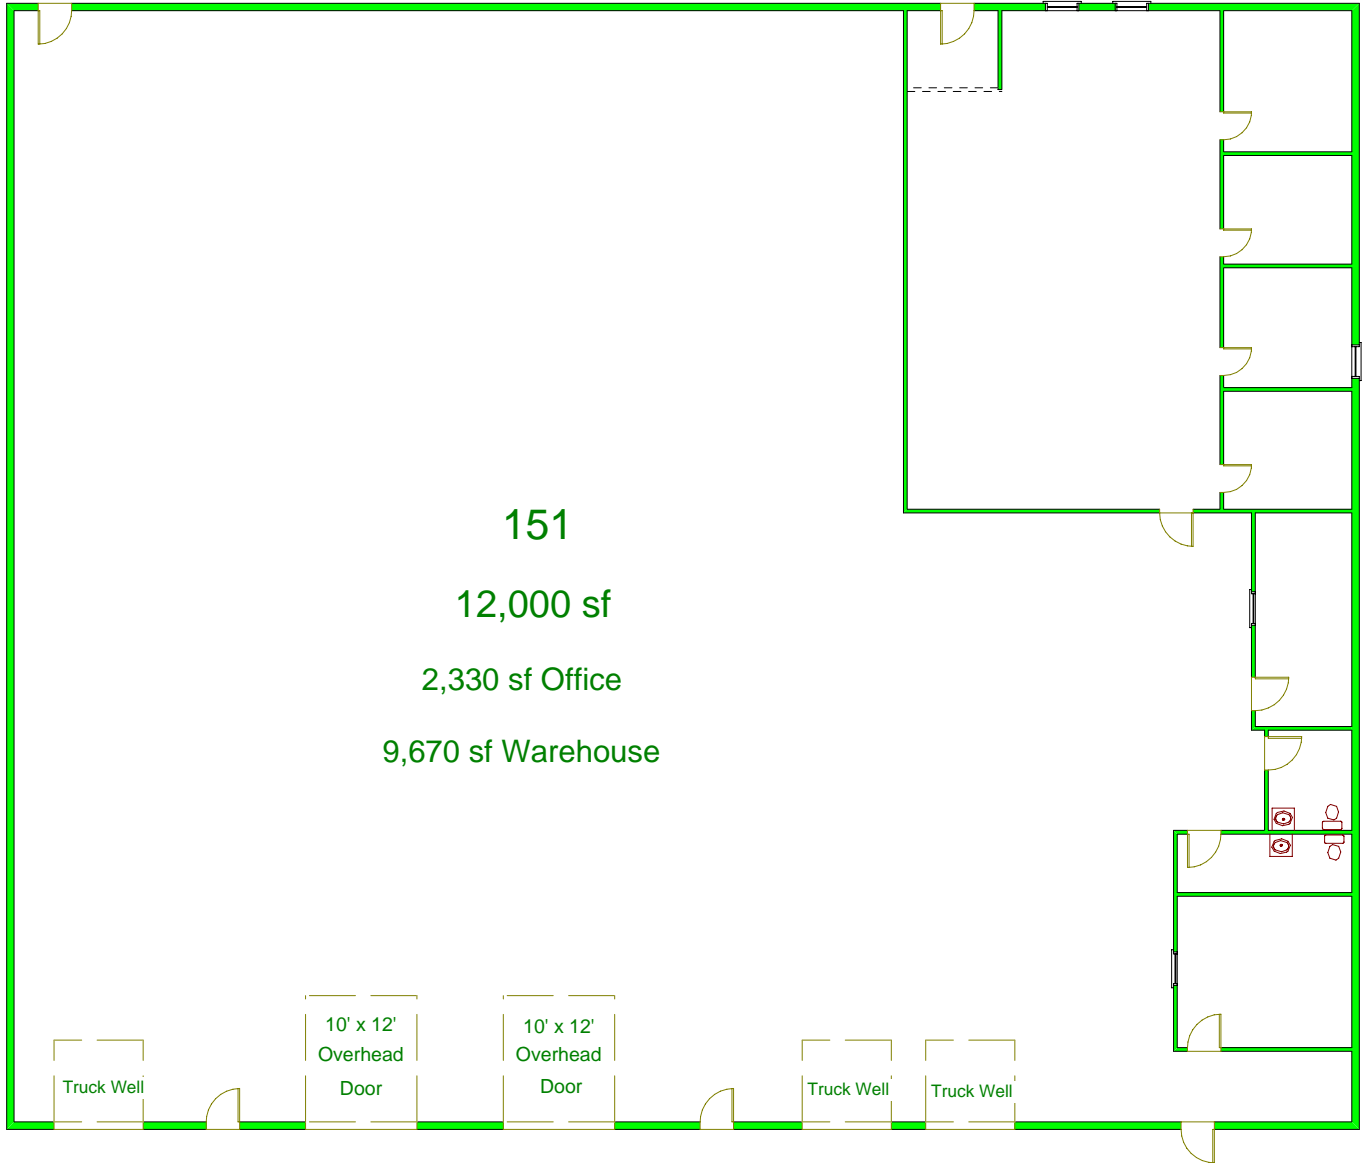 151
12,000 sf
2,330 sf Office
9,670 sf Warehouse
10' x 12'
Overhead
Door
10' x 12'
Overhead
Door
Truck Well
Truck Well
Truck Well